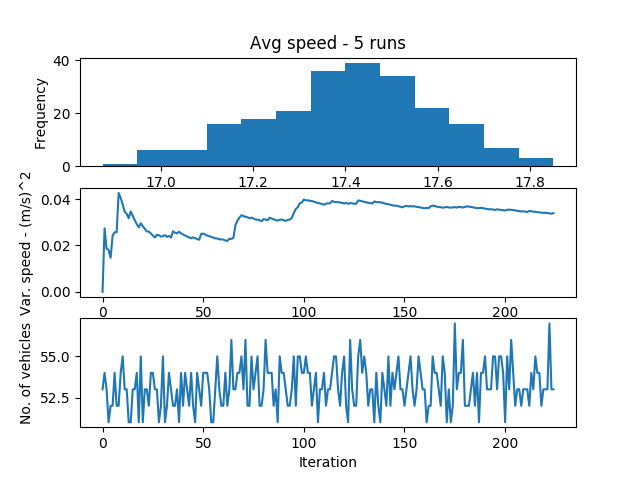 Avg speed - 5 runs
Frequency
40
20
0
17.0 17.2 17.4 17.6 17.8
Var. speed - (m/s)^2
0.04
0.02
0.00
0 50 100 150 200
No. of vehicles
55.0
52.5
0 50 100 150 200
Iteration